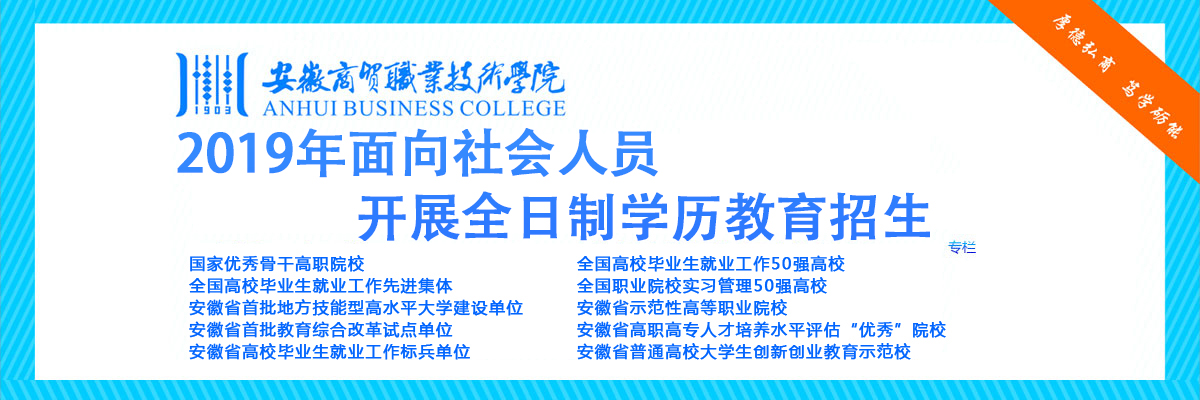 厚德弘商 笃学砺能
1903
安徽商贸職業技術學院
ANHUI BUSINESS COLLEGE
2019年面向社会人员
开展全日制学历教育招生
专栏
国家优秀骨干高职院校
全国高校毕业生就业工作先进集体
安徽省首批地方技能型高水平大学建设单位
安徽省首批教育综合改革试点单位
安徽省高校毕业生就业工作标兵单位
全国高校毕业生就业工作50强高校
全国职业院校实习管理50强高校
安徽省示范性高等职业院校
安徽省高职高专人才培养水平评估“优秀”院校
安徽省普通高校大学生创新创业教育示范校